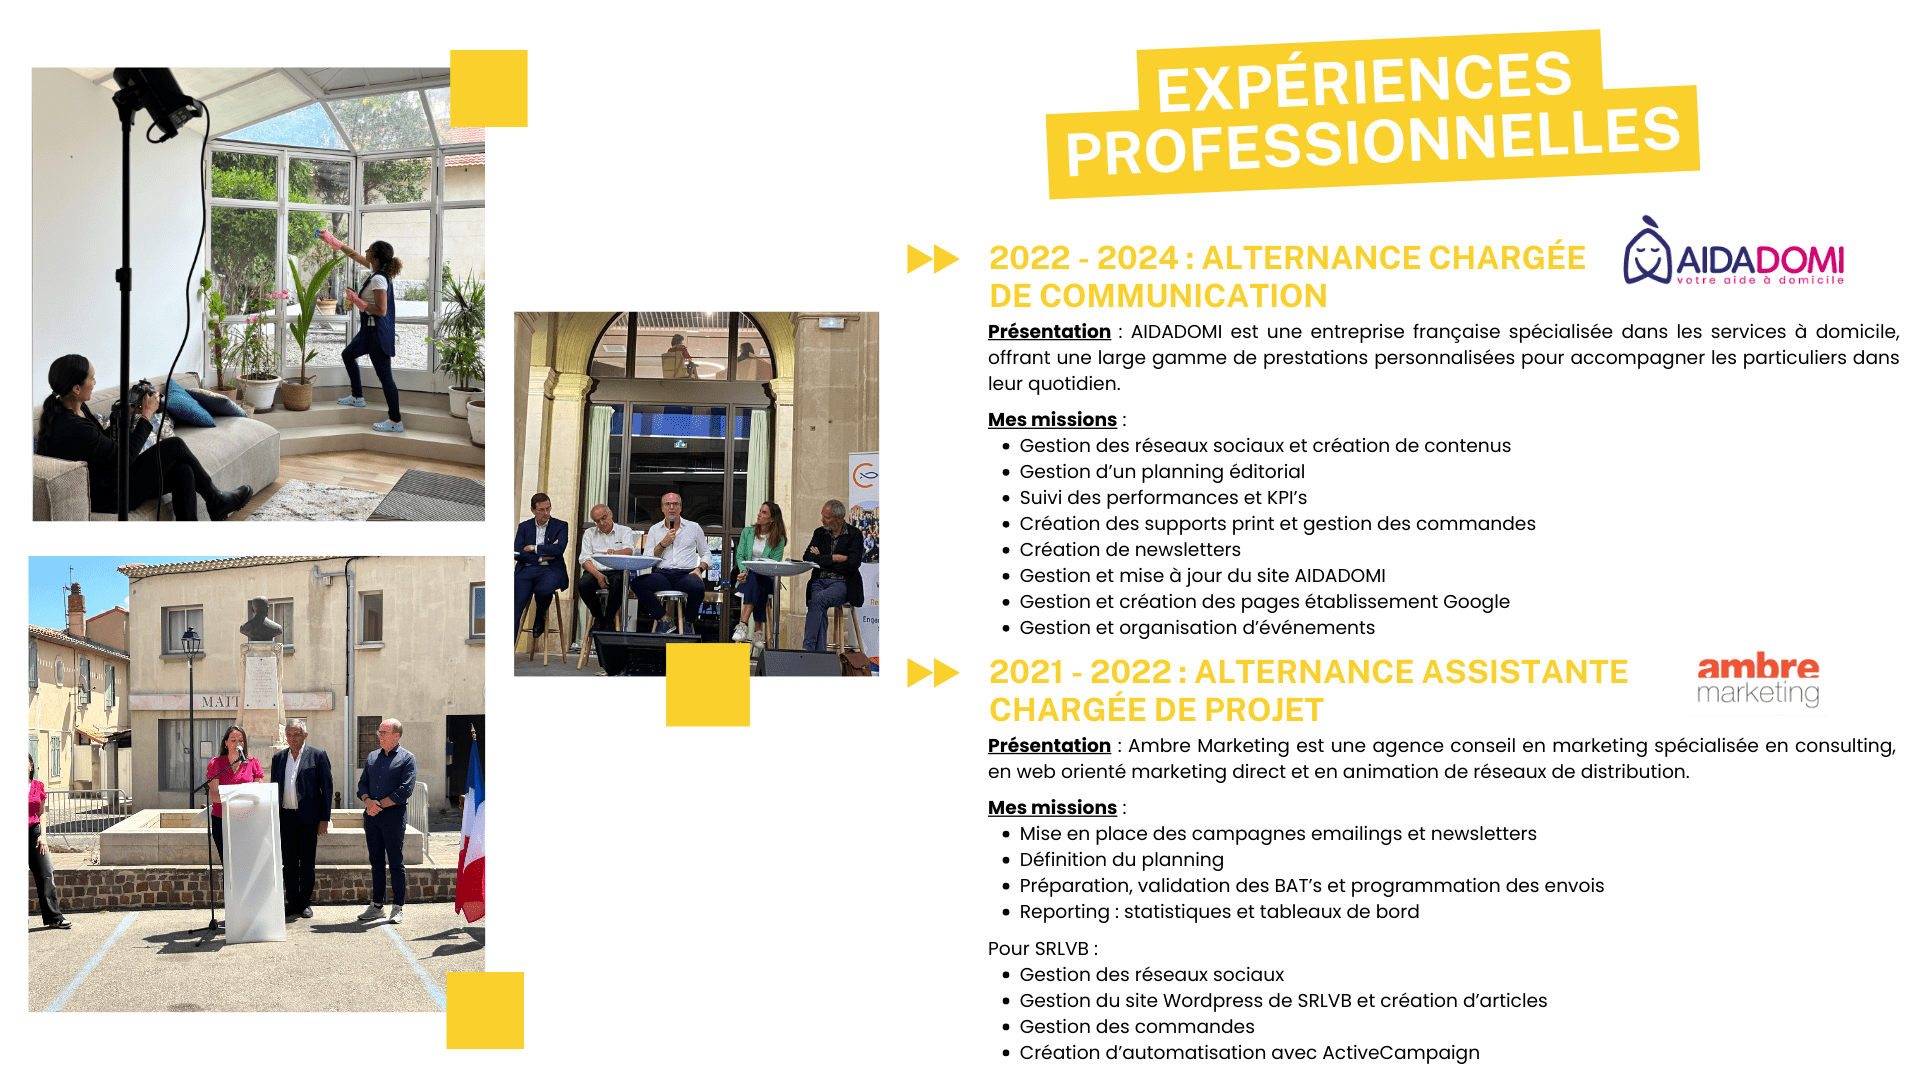 EXPÉRIENCES
PROFESSIONNELLES
2022 - 2024 : ALTERNANCE CHARGÉE
DE COMMUNICATION
AIDADOMI
votre aide à domicile
Présentation : AIDADOMI est une entreprise française spécialisée dans les services à domicile,
offrant une large gamme de prestations personnalisées pour accompagner les particuliers dans
leur quotidien.
Mes missions :
• Gestion des réseaux sociaux et création de contenus
• Gestion d’un planning éditorial
• Suivi des performances et KPI’s
• Création des supports print et gestion des commandes
• Création de newsletters
• Gestion et mise à jour du site AIDADOMI
• Gestion et création des pages établissement Google
• Gestion et organisation d’événements
2021 - 2022 : ALTERNANCE ASSISTANTE
CHARGÉE DE PROJET
ambre
marketing
Présentation : Ambre Marketing est une agence conseil en marketing spécialisée en consulting,
en web orienté marketing direct et en animation de réseaux de distribution.
Mes missions :
• Mise en place des campagnes emailings et newsletters
• Définition du planning
• Préparation, validation des BAT’s et programmation des envois
• Reporting : statistiques et tableaux de bord
Pour SRLVB :
• Gestion des réseaux sociaux
• Gestion du site Wordpress de SRLVB et création d’articles
• Gestion des commandes
• Création d’automatisation avec ActiveCampaign
MAIT